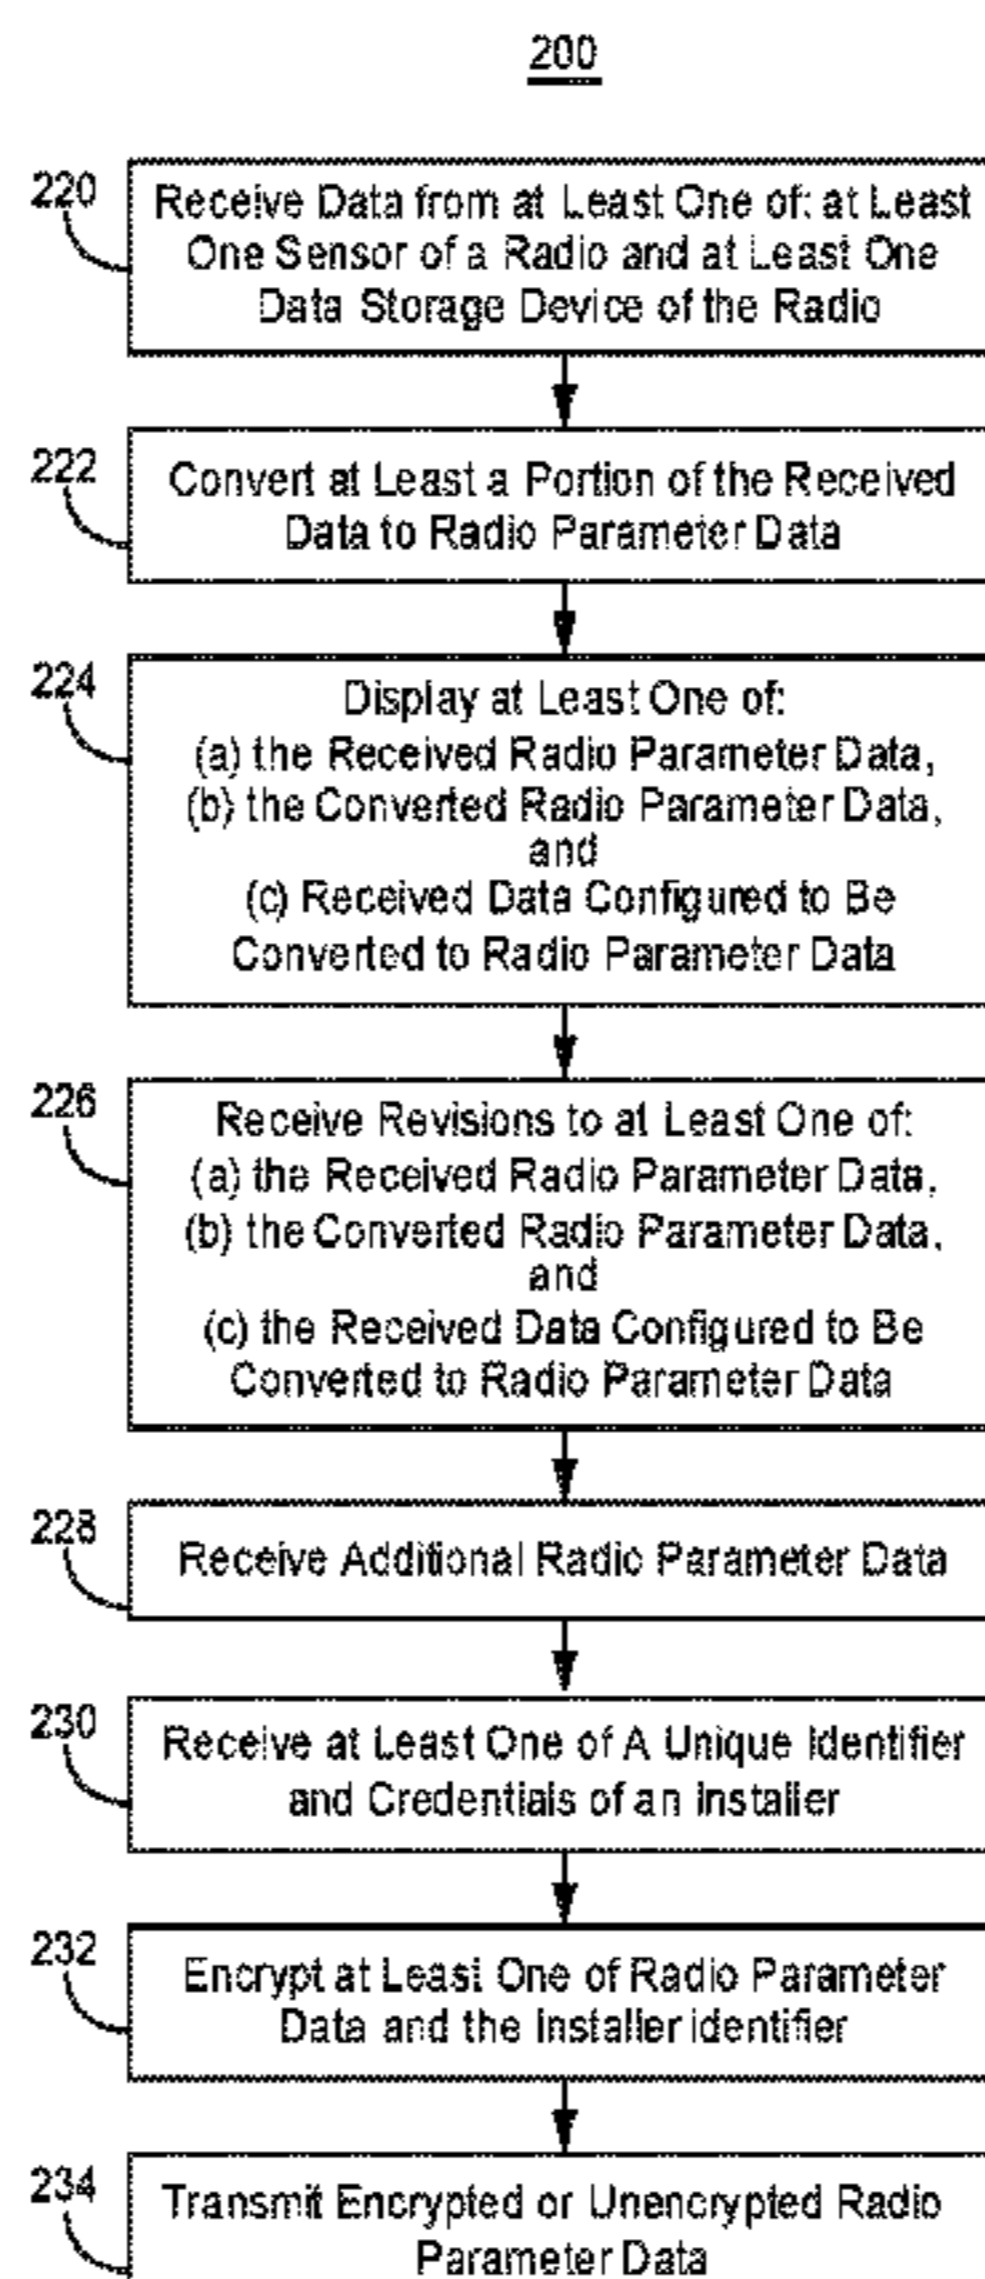 200
220
Receive Data from at Least One of: at Least
One Sensor of a Radio and at Least One
Data Storage Device of the Radio
222
Convert at Least a Portion of the Received
Data to Radio Parameter Data
224
Display at Least One of:
(a) the Received Radio Parameter Data,
(b) the Converted Radio Parameter Data,
and
(c) Received Data Configured to Be
Converted to Radio Parameter Data
226
Receive Revisions to at Least One of:
(a) the Received Radio Parameter Data,
(b) the Converted Radio Parameter Data,
and
(c) the Received Data Configured to Be
Converted to Radio Parameter Data
228
Receive Additional Radio Parameter Data
230
Receive at Least One of A Unique Identifier
and Credentials of an Installer
232
Encrypt at Least One of Radio Parameter
Data and the Installer identifier
234
Transmit Encrypted or Unencrypted Radio
Parameter Data